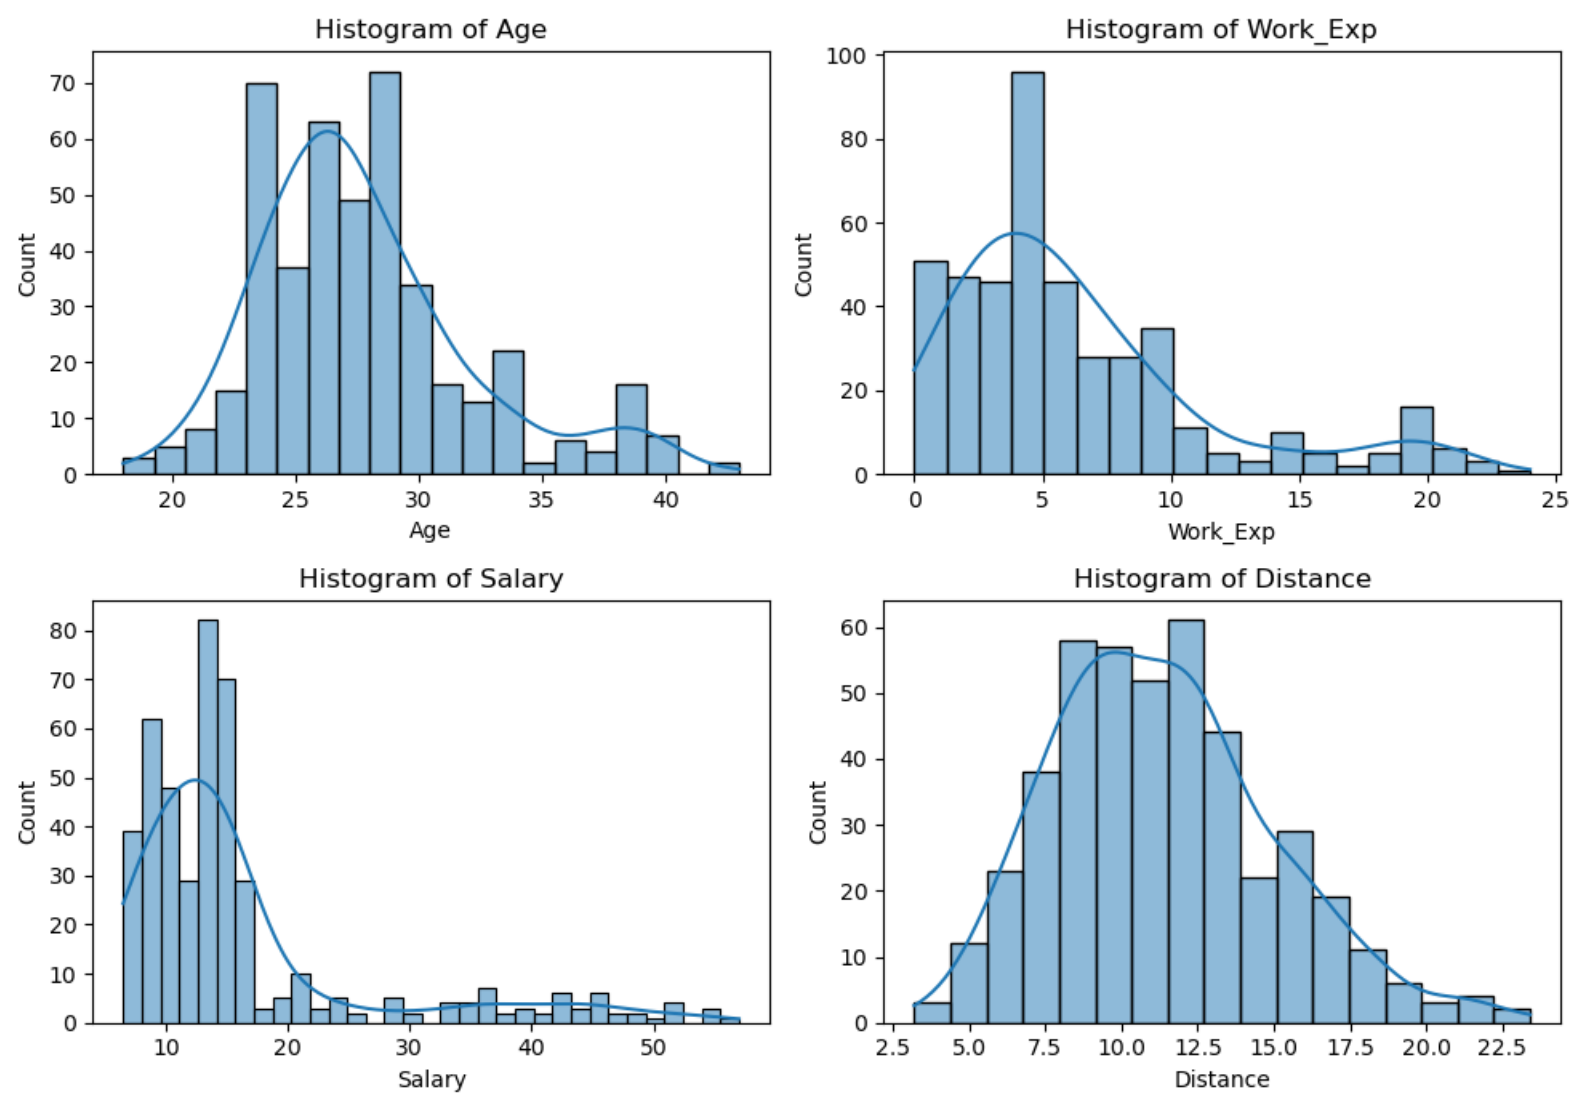 Histogram of Age
70
60
50
40
30
20
10
0
Count
20 25 30 35 40
Age
Histogram of Work_Exp
100
80
60
40
20
0
Count
0 5 10 15 20 25
Work_Exp
Histogram of Salary
80
70
60
50
40
30
20
10
0
Count
10 20 30 40 50
Salary
Histogram of Distance
60
50
40
30
20
10
0
Count
2.5 5.0 7.5 10.0 12.5 15.0 17.5 20.0 22.5
Distance